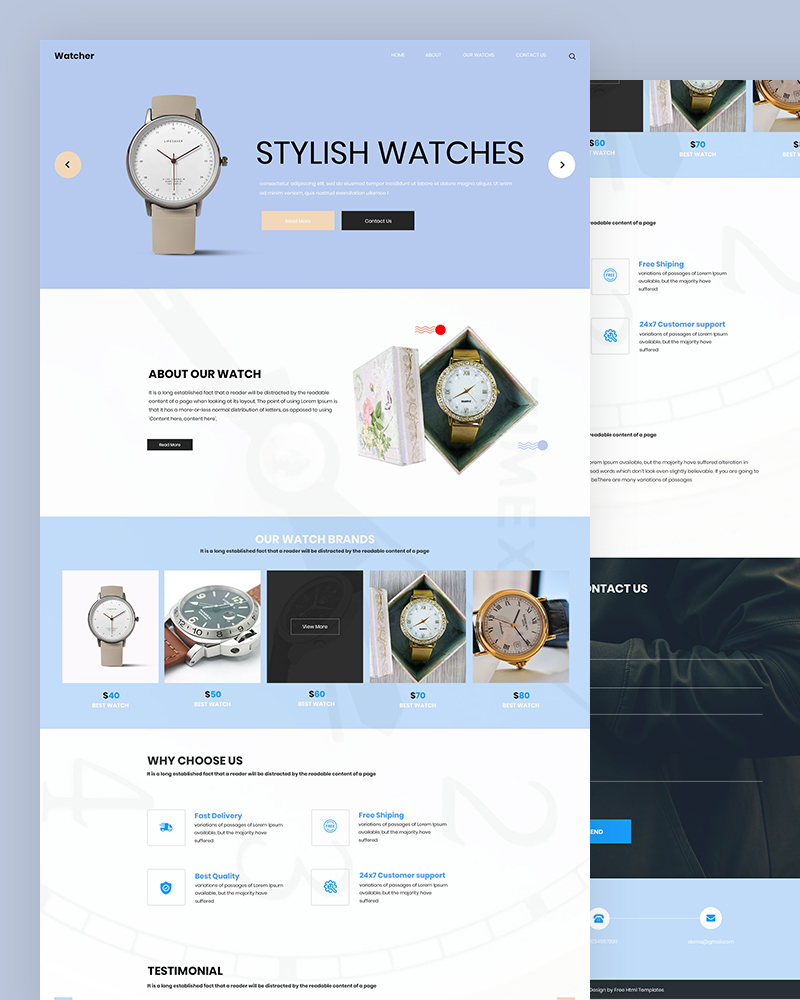 Watcher
HOME ABOUT OUR WATCHS CONTACT US
STYLISH WATCHES
consectetur adipiscing elit, sed do eiusmod tempor incididunt ut labore et dolore magna aliqua. Ut enim
ad minim veniam, quis nostrud exercitation ullamco l
Read More Contact Us
ABOUT OUR WATCH
It is a long established fact that a reader will be distracted by the readable
content of a page when looking at its layout. The point of using Lorem Ipsum is
that it has a more-or-less normal distribution of letters, as opposed to using
'Content here, content here',
Read More
TIMEX
OUR WATCH BRANDS
It is a long established fact that a reader will be distracted by the readable content of a page
View More
$40 $50 $60 $70 $80
BEST WATCH BEST WATCH BEST WATCH BEST WATCH BEST WATCH
WHY CHOOSE US
It is a long established fact that a reader will be distracted by the readable content of a page
Fast Delivery
variations of passages of Lorem Ipsum
available, but the majority have
suffered
FREE
Free Shiping
variations of passages of Lorem Ipsum
available, but the majority have
suffered
Best Quality
variations of passages of Lorem Ipsum
available, but the majority have
suffered
24x7 Customer support
variations of passages of Lorem Ipsum
available, but the majority have
suffered
4 3 2
TESTIMONIAL
It is a long established fact that a reader will be distracted by the readable content of a page
$60 $70
WATCH BEST WATCH BEST
readable content of a page
FREE
Free Shiping
variations of passages of Lorem Ipsum
available, but the majority have
suffered
24x7 Customer support
variations of passages of Lorem Ipsum
available, but the majority have
suffered
2
readable content of a page
orem Ipsum available, but the majority have suffered alteration in
sed words which don't look even slightly believable. If you are going to
beThere are many variations of passages
ONTACT US
END
demo@gmail.com
Design by Free Html Templates